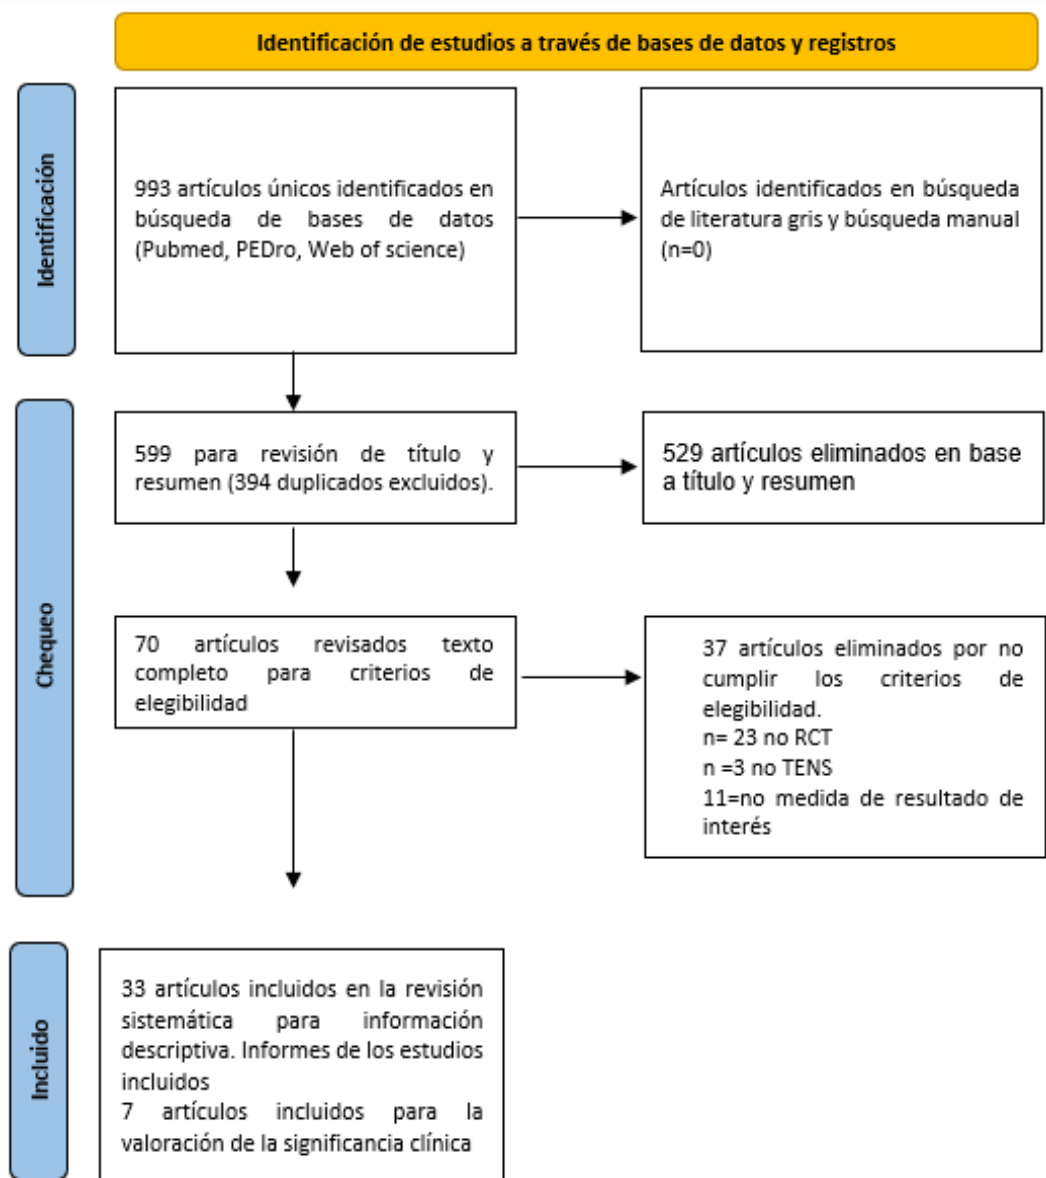 Identificación de estudios a través de bases de datos y registros
Identificación
993 artículos únicos identificados en
búsqueda de bases de datos
(Pubmed, PEDro, Web of science)
Artículos identificados en búsqueda
de literatura gris y búsqueda manual
(n=0)
Chequeo
599 para revisión de título y
resumen (394 duplicados excluidos).
529 artículos eliminados en base
a título y resumen
70 artículos revisados texto
completo para criterios de
elegibilidad
37 artículos eliminados por no
cumplir los criterios de
elegibilidad.
n= 23 no RCT
n =3 no TENS
11=no medida de resultado de
interés
Incluido
33 artículos incluidos en la revisión
sistemática para información
descriptiva. Informes de los estudios
incluidos
7 artículos incluidos para la
valoración de la significancia clínica